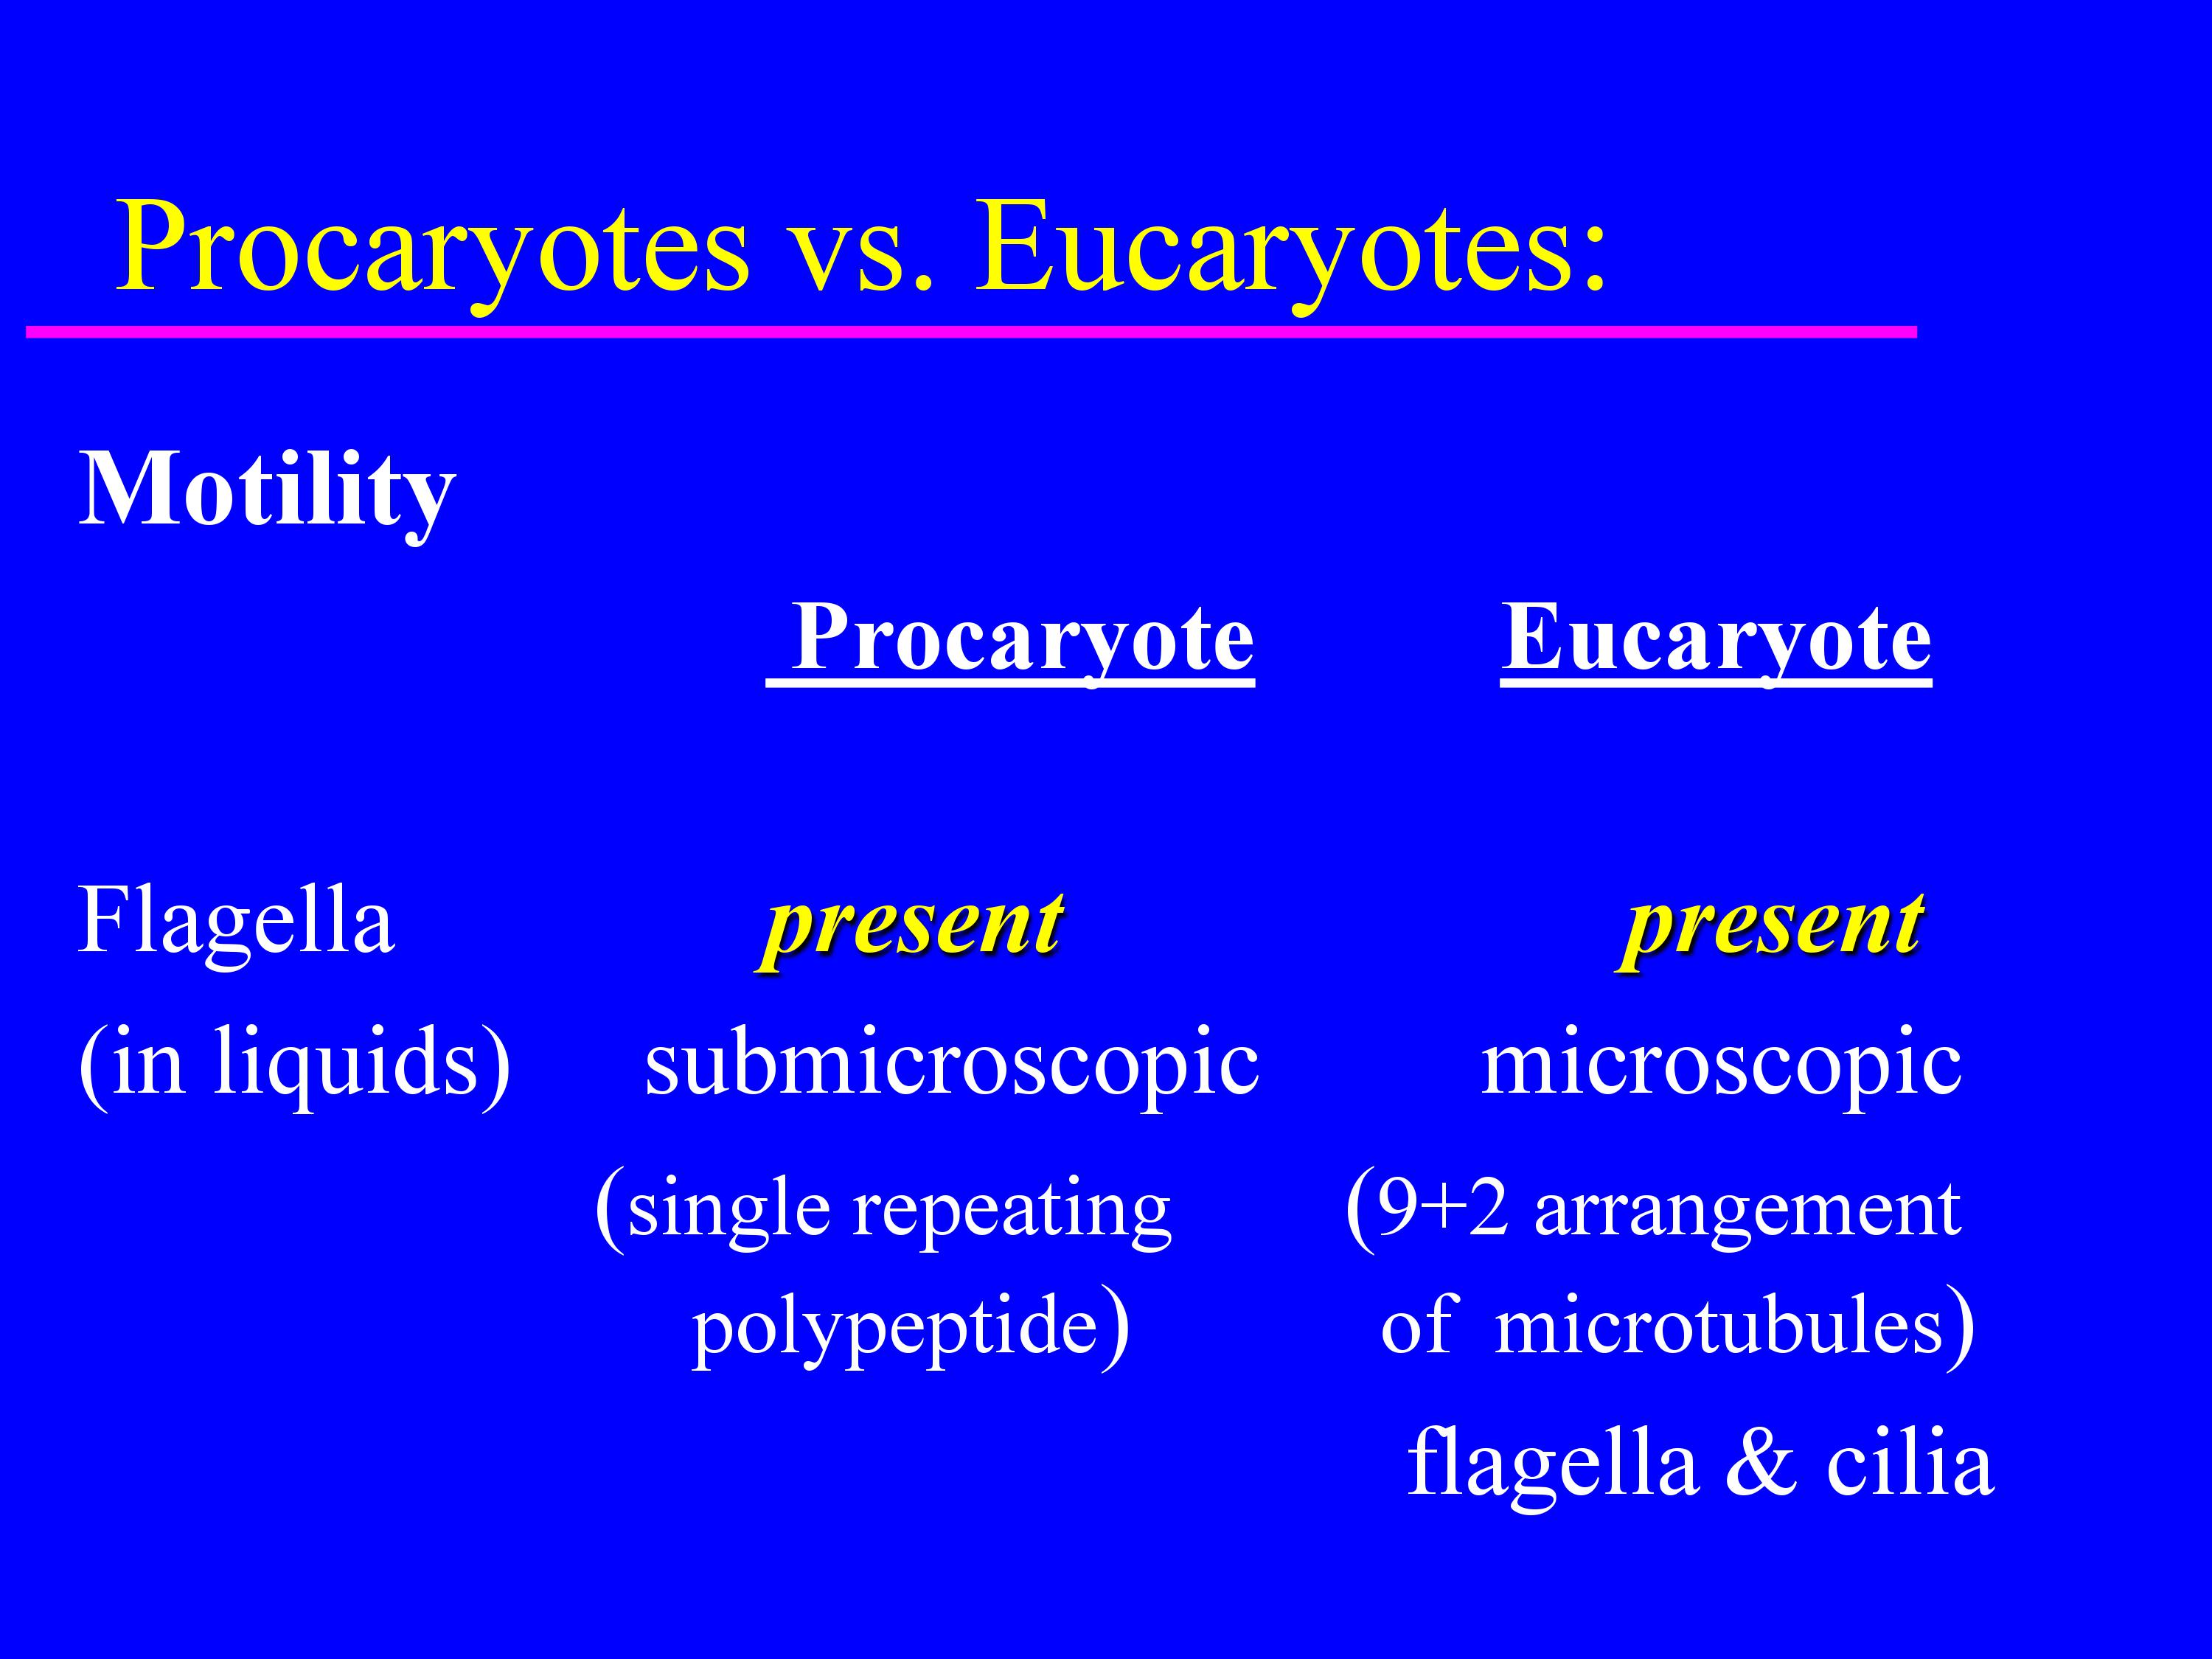 Procaryotes vs. Eucaryotes:
Motility
Procaryote Eucaryote
Flagella present present
(in liquids) submicroscopic microscopic
(single repeating (9+2 arrangement
polypeptide) of microtubules)
flagella & cilia